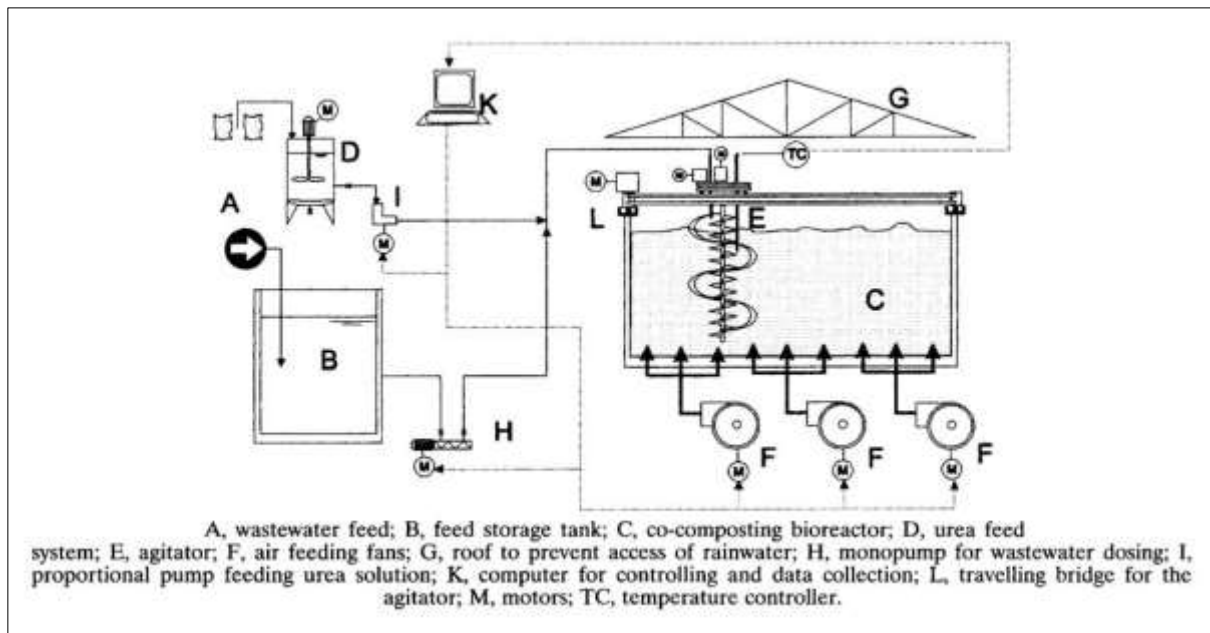 K
G
M
D
TC
M
M
M
I
A
L
E
M
C
B
H
F
F
F
M
M
M
M
A, wastewater feed; B, feed storage tank; C, co-composting bioreactor; D, urea feed
system; E, agitator; F, air feeding fans; G, roof to prevent access of rainwater; H, monopump for wastewater dosing; I,
proportional pump feeding urea solution; K, computer for controlling and data collection; L, travelling bridge for the
agitator; M, motors; TC, temperature controller.